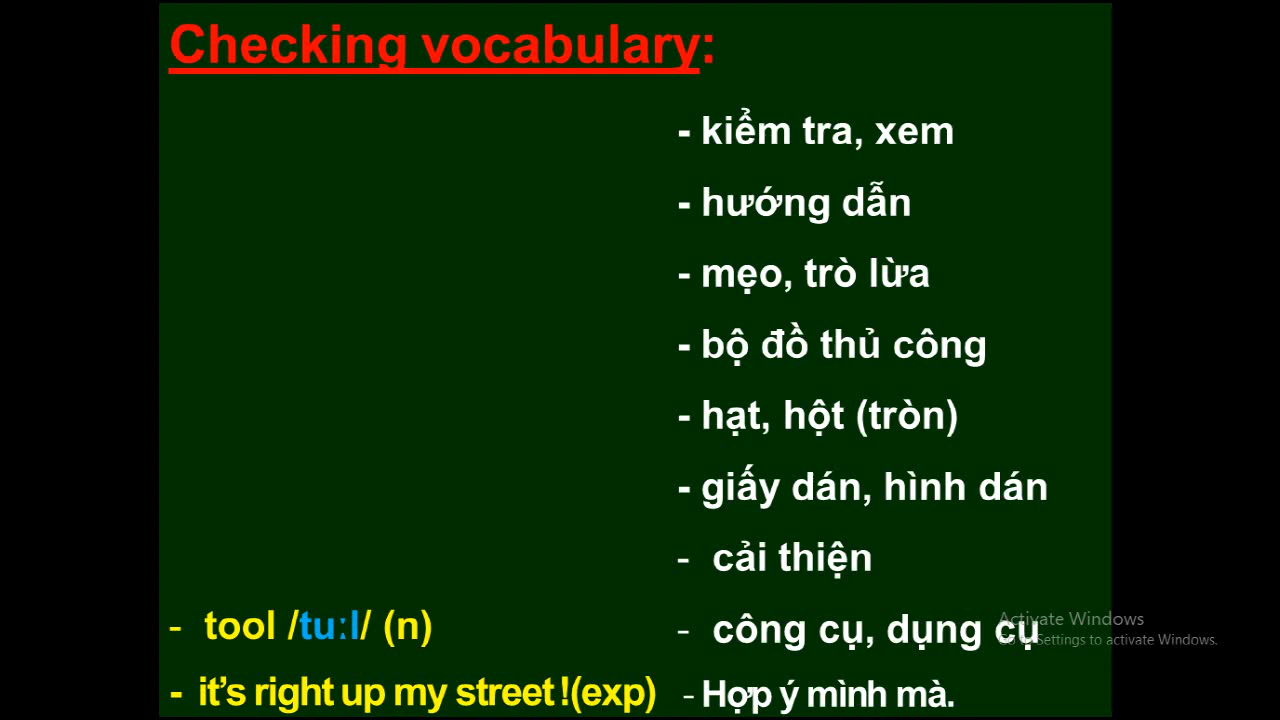 Checking vocabulary:
- kiểm tra, xem
- hướng dẫn
- mẹo, trò lừa
- bộ đồ thủ công
- hạt, hột (tròn)
- giấy dán, hình dán
- cải thiện
- tool /tuːl/ (n) - công cụ, dụng cụ
- it's right up my street !(exp) - Hợp ý mình mà.
Activate Windows
Go to Settings to activate Windows.